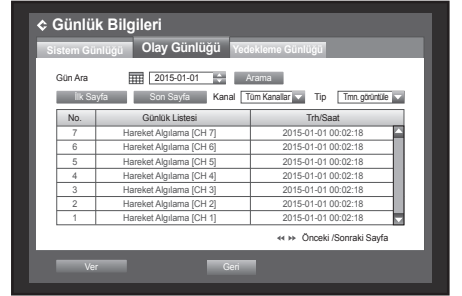 Günlük Bilgileri
Sistem Günlüğü Olay Günlüğü Yedekleme Günlüğü
Gün Ara 2015-01-01 Arama
İlk Sayfa Son Sayfa Kanal Tüm Kanallar Tip Tmn. görüntüle
No. Günlük Listesi Trh/Saat
7 Hareket Algılama [CH 7] 2015-01-01 00:02:18
6 Hareket Algılama [CH 6] 2015-01-01 00:02:18
5 Hareket Algılama [CH 5] 2015-01-01 00:02:18
4 Hareket Algılama [CH 4] 2015-01-01 00:02:18
3 Hareket Algılama [CH 3] 2015-01-01 00:02:18
2 Hareket Algılama [CH 2] 2015-01-01 00:02:18
1 Hareket Algılama [CH 1] 2015-01-01 00:02:18
Önceki /Sonraki Sayfa
Ver Geri